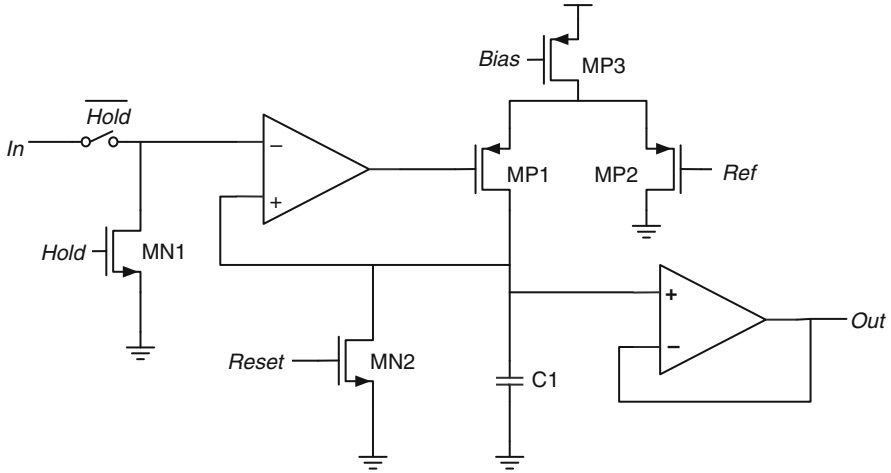 Bias
MP3
Hold
In
−
+
MP1
MP2
Ref
Hold
MN1
+
−
Out
Reset
MN2
C1